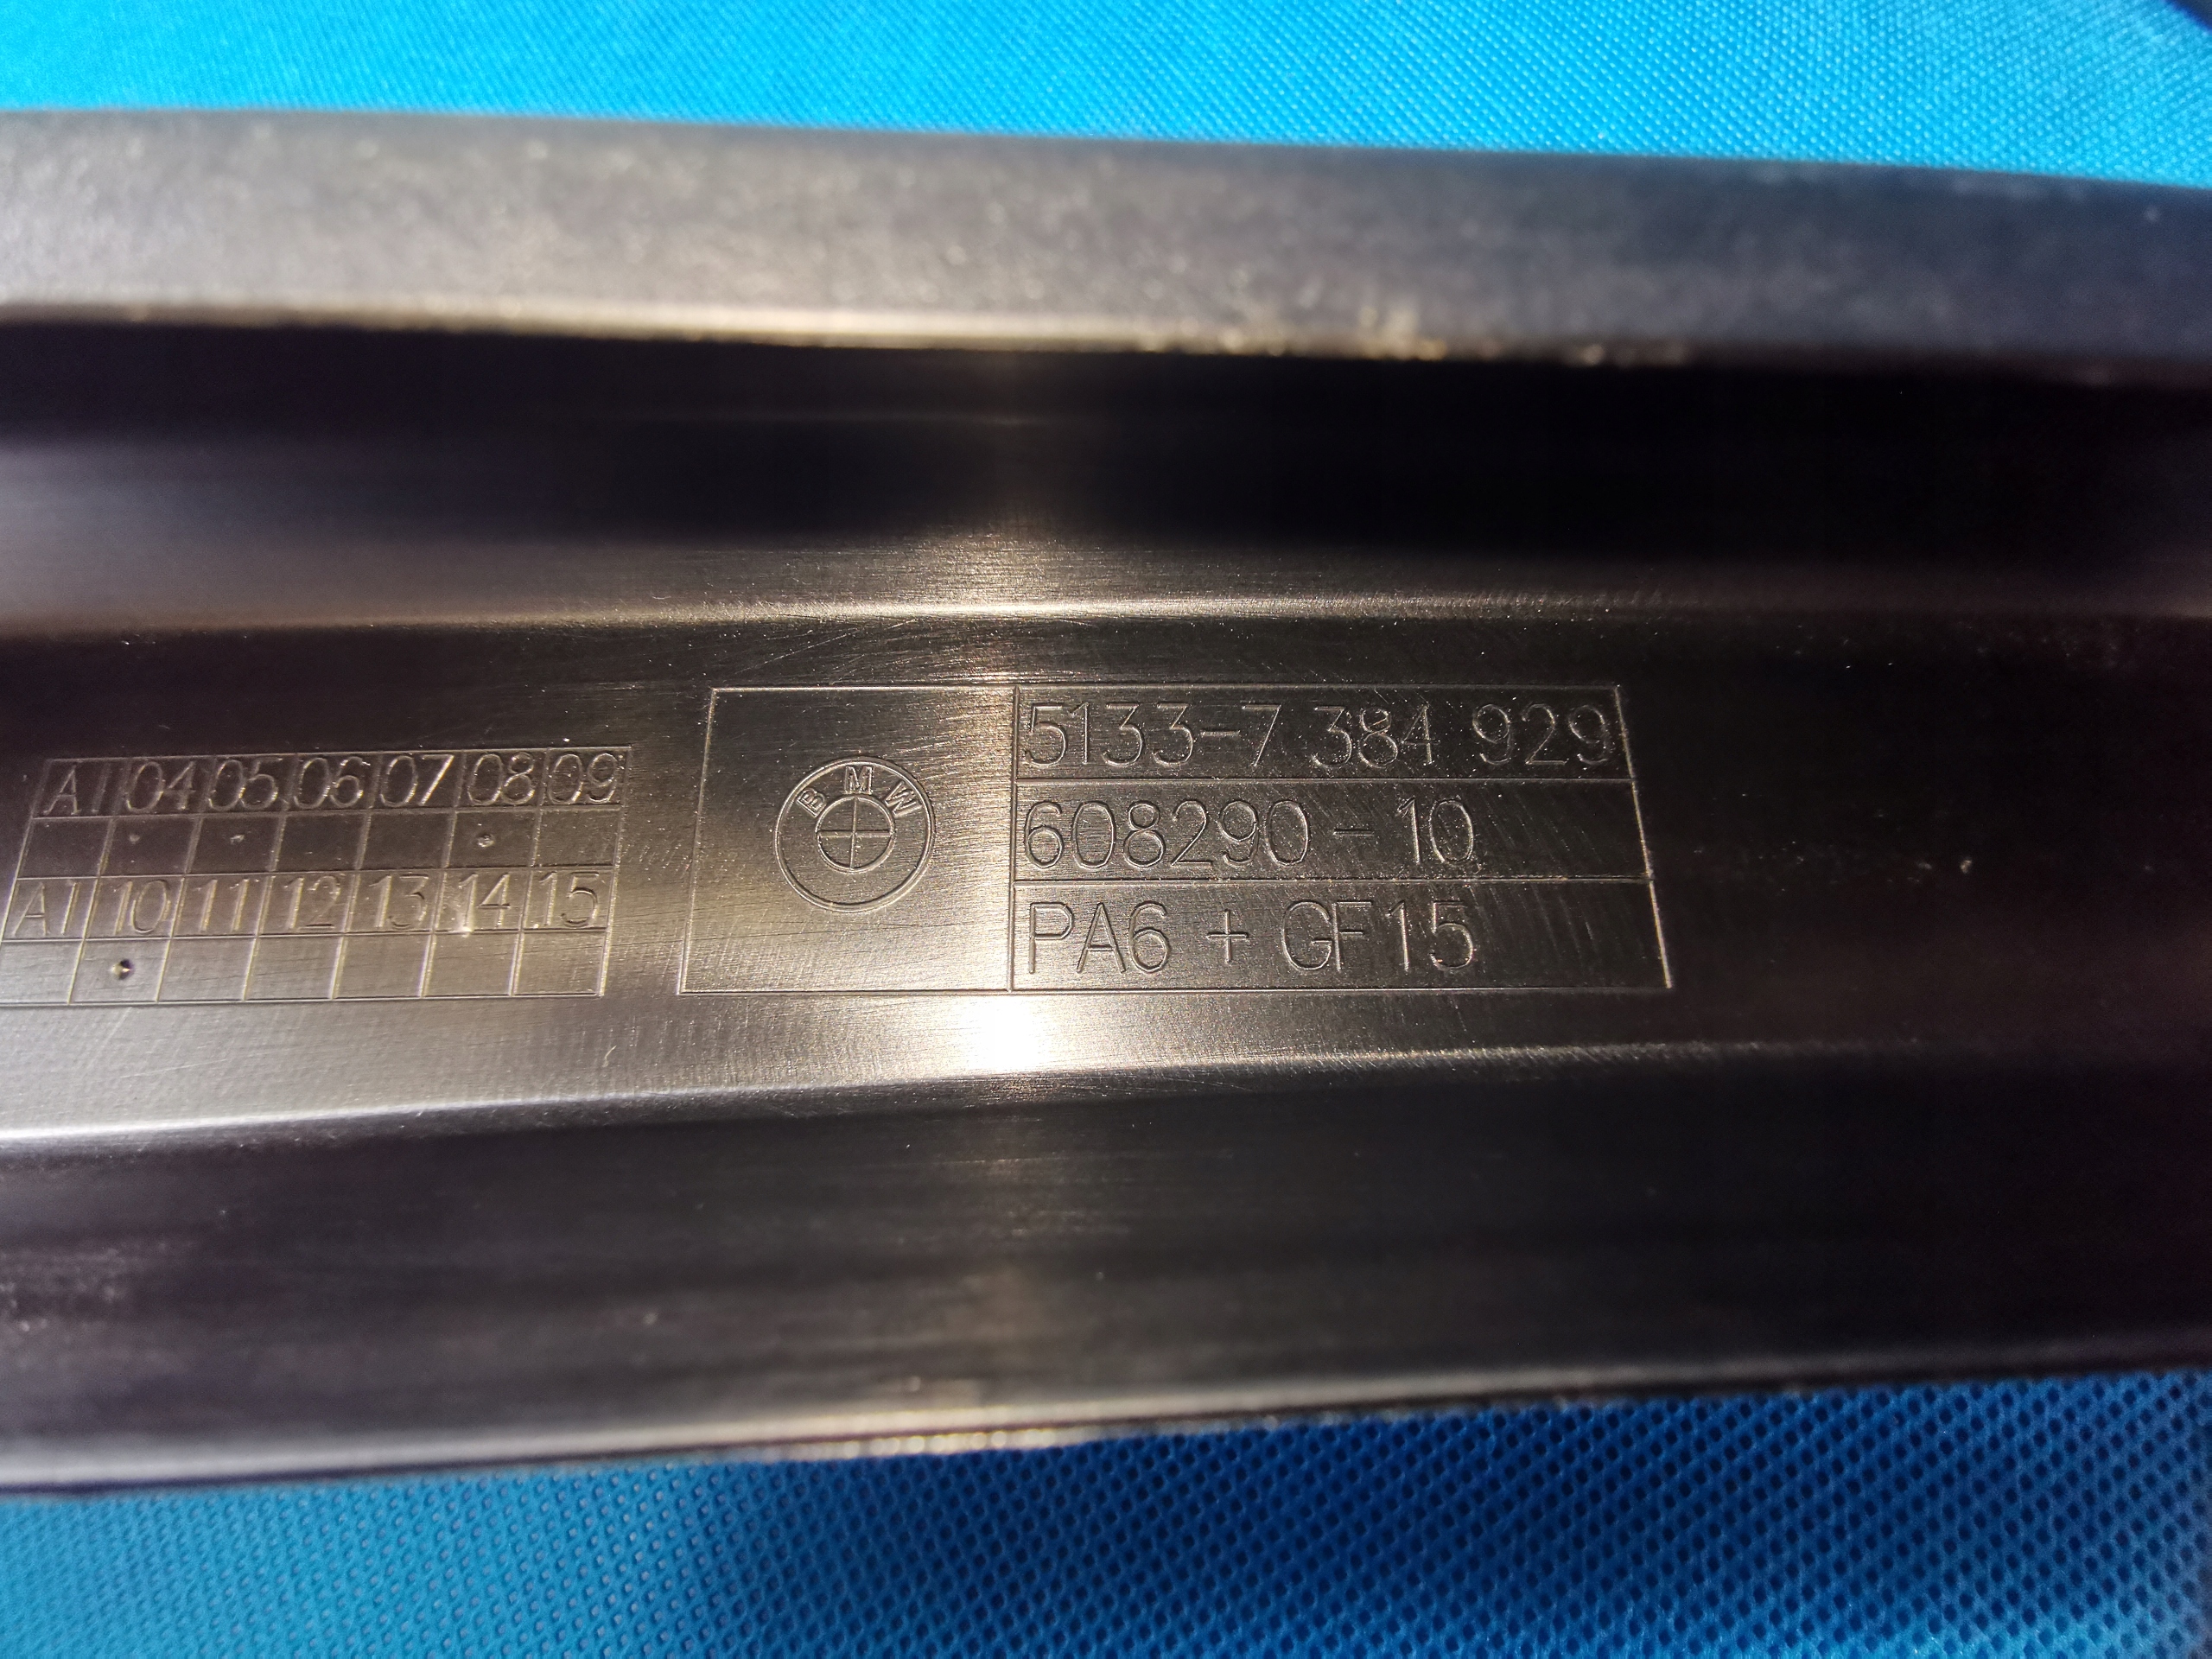 AI 04 05 06 07 08 09
AI 10 11 12 13 14 15
BMW
5133-7 384 929
608290 - 10
PA6 + GF15